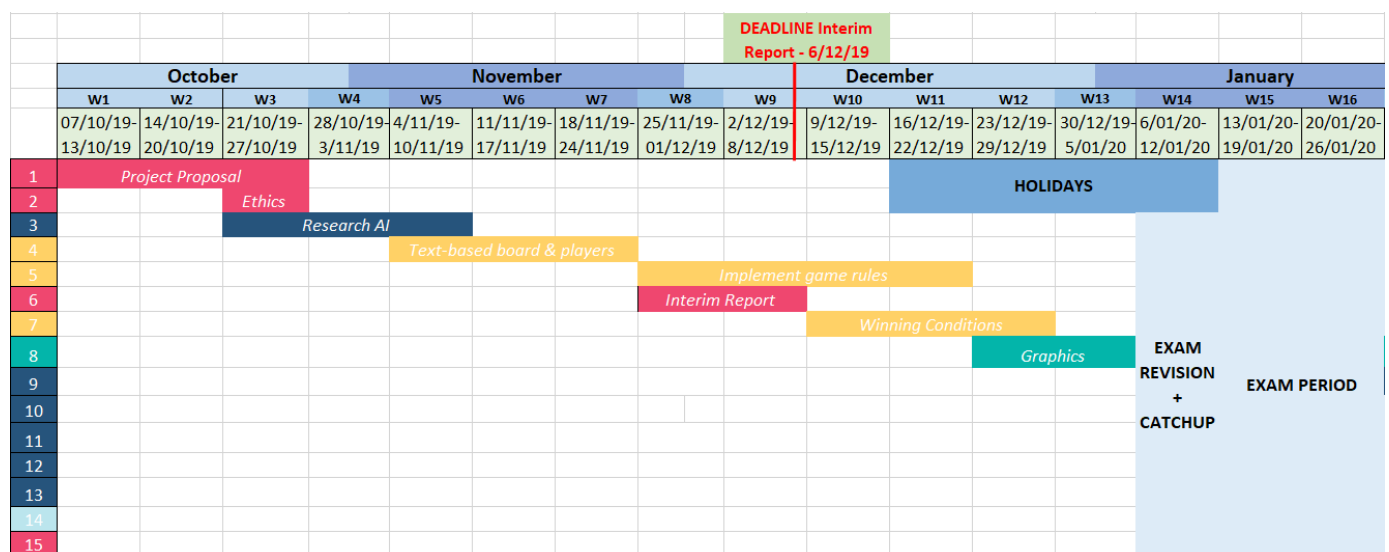 DEADLINE Interim
Report - 6/12/19
October November December January
W1 W2 W3 W4 W5 W6 W7 W8 W9 W10 W11 W12 W13 W14 W15 W16
07/10/19- 14/10/19- 21/10/19- 28/10/19- 4/11/19- 11/11/19- 18/11/19- 25/11/19- 2/12/19- 9/12/19- 16/12/19- 23/12/19- 30/12/19- 6/01/20- 13/01/20- 20/01/20-
13/10/19 20/10/19 27/10/19 3/11/19 10/11/19 17/11/19 24/11/19 01/12/19 8/12/19 15/12/19 22/12/19 29/12/19 5/01/20 12/01/20 19/01/20 26/01/20
1 Project Proposal
HOLIDAYS
2 Ethics
3 Research AI
4 Text-based board & players
5 Implement game rules
6 Interim Report
7 Winning Conditions
8 Graphics
9
10
11
12
13
14
15
EXAM
REVISION
+
CATCHUP
EXAM PERIOD